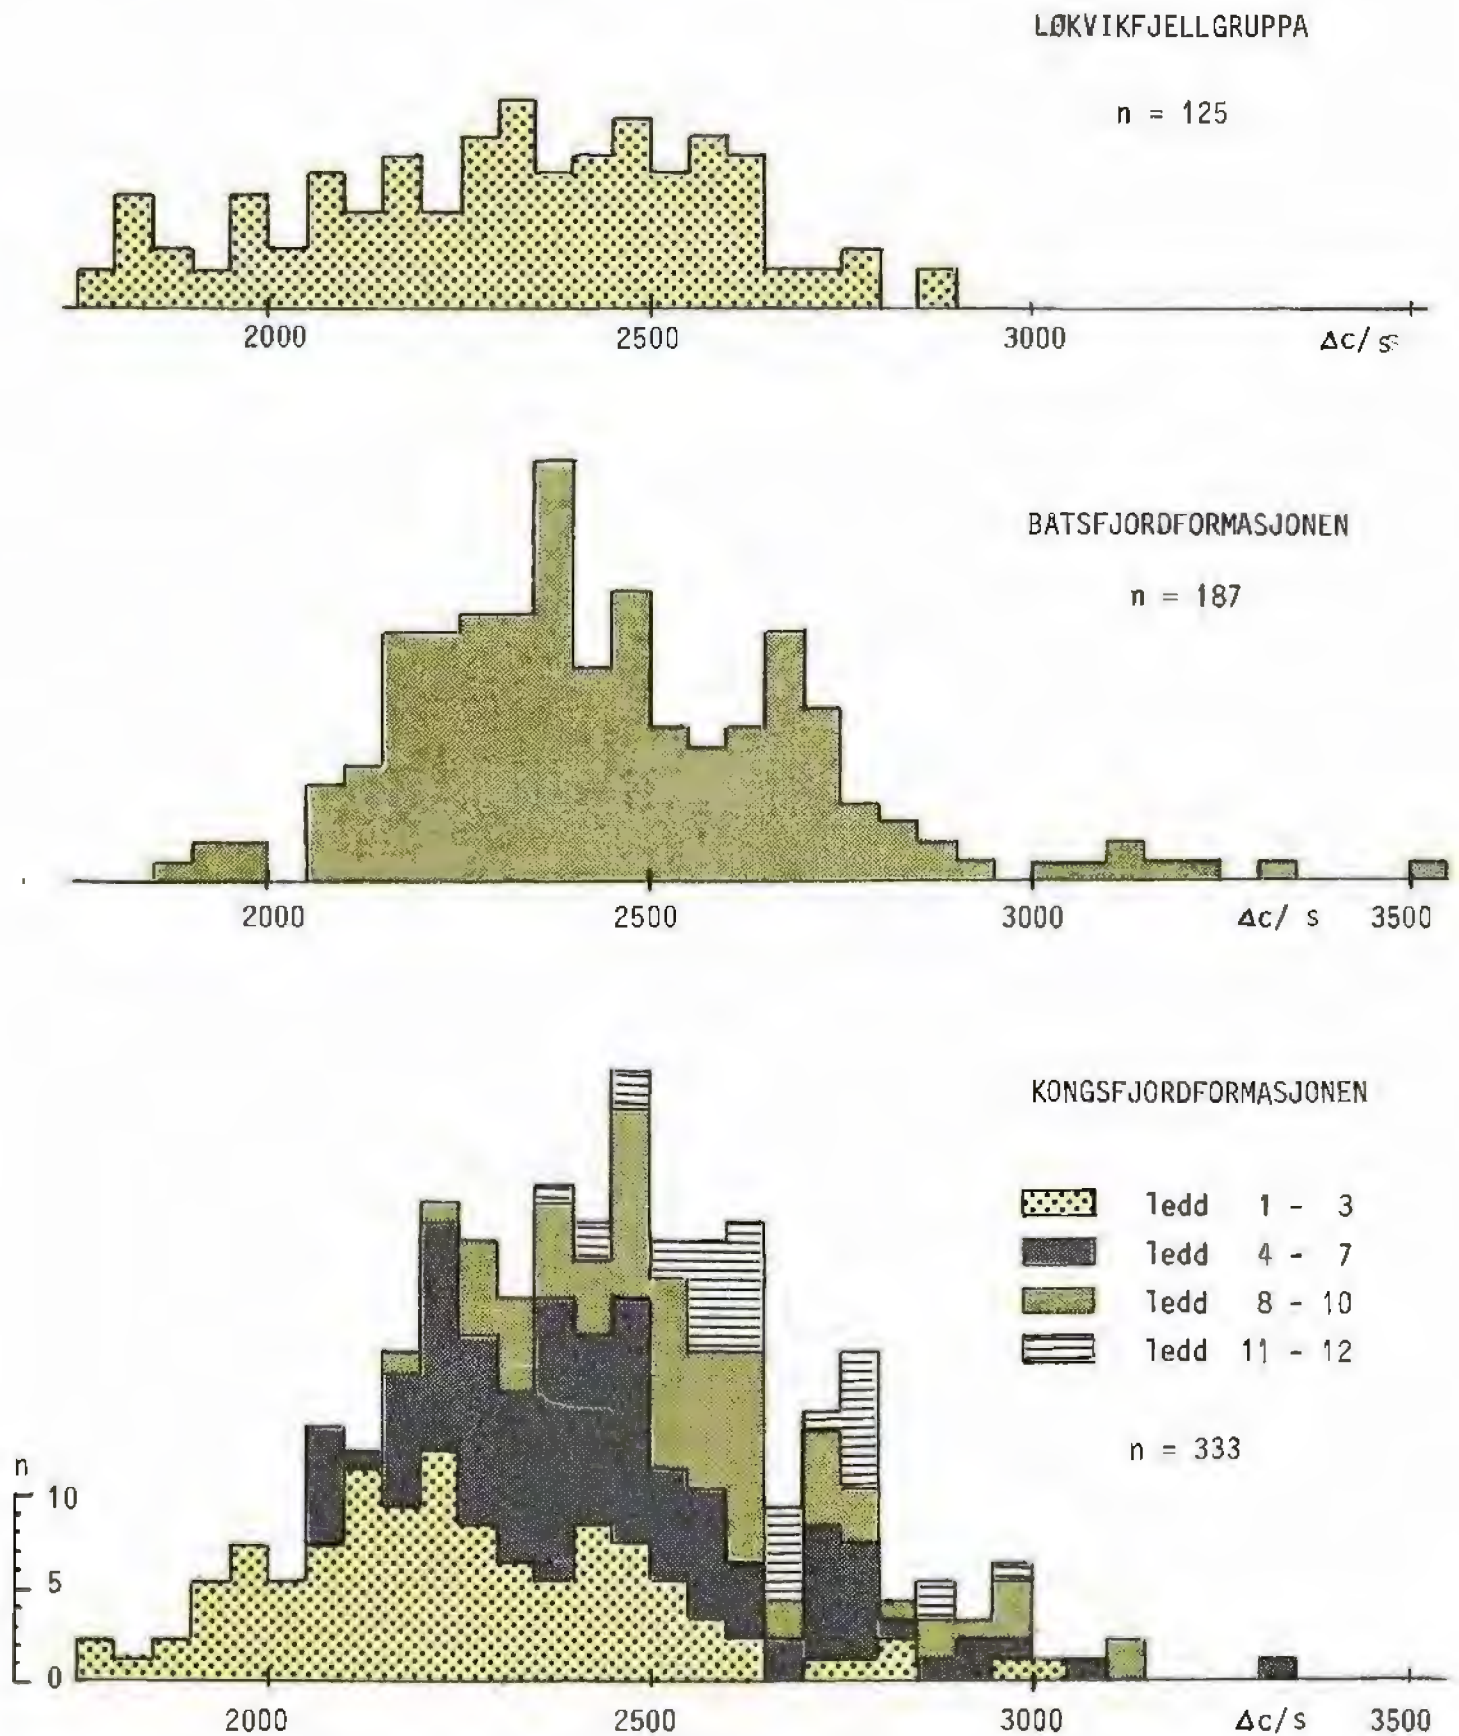 LØKVIKFJELLGRUPPA
n = 125
2000 2500 3000 Δc/ s
BÅTSFJORDFORMASJONEN
n = 187
2000 2500 3000 Δc/ s 3500
KONGSFJORDFORMASJONEN
ledd 1 - 3
ledd 4 - 7
ledd 8 - 10
ledd 11 - 12
n = 333
n
10
5
0
2000 2500 3000 Δc/ s 3500